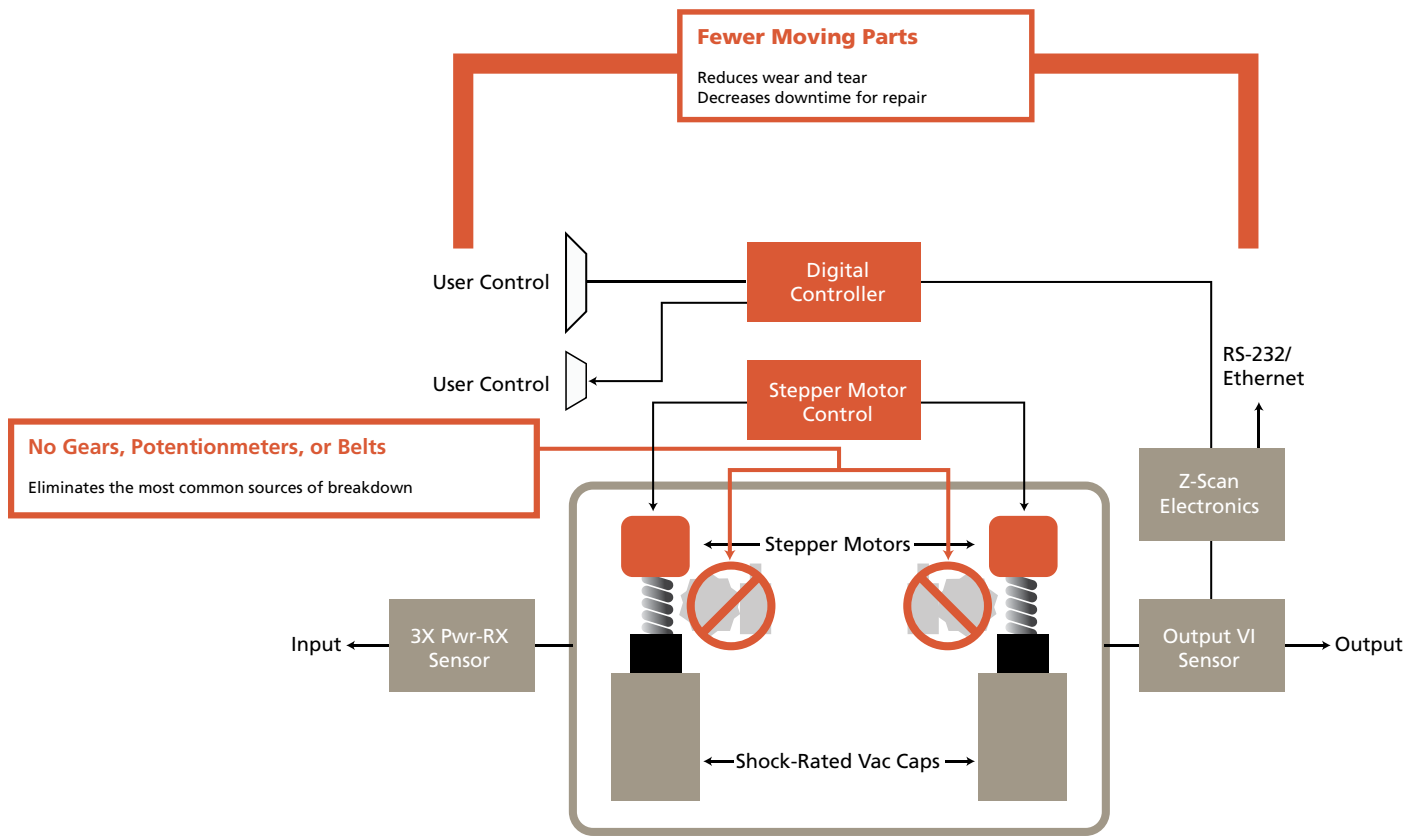 Fewer Moving Parts
Reduces wear and tear
Decreases downtime for repair
User Control
Digital
Controller
User Control
RS-232/
Ethernet
Stepper Motor
Control
No Gears, Potentionmeters, or Belts
Eliminates the most common sources of breakdown
Z-Scan
Electronics
Stepper Motors
Input
3X Pwr-RX
Sensor
Output VI
Sensor
Output
Shock-Rated Vac Caps